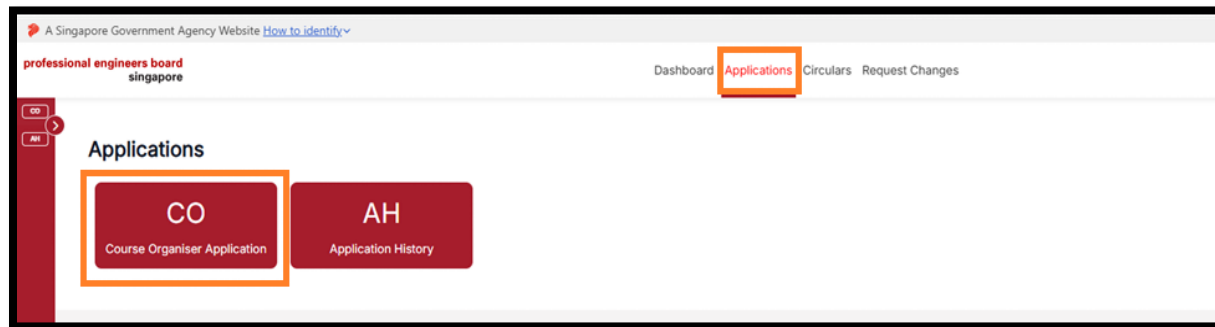 A Singapore Government Agency Website How to identify
professional engineers board
singapore
Dashboard Applications Circulars Request Changes
CO
AH
Applications
CO
Course Organiser Application
AH
Application History